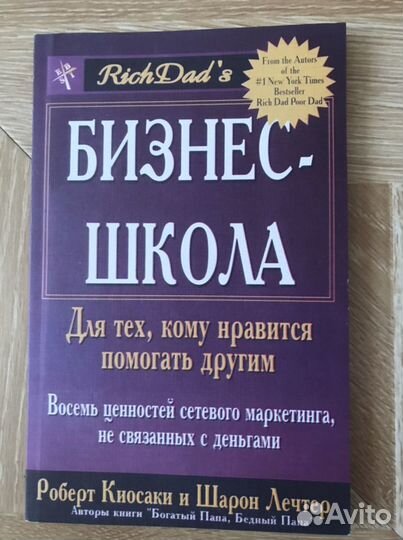 E B
S T
RichDad's
From the Autors
of the
#1 New York Times
Bestseller
Rich Dad Poor Dad
БИЗНЕС-
ШКОЛА
Для тех, кому нравится
помогать другим
Восемь ценностей сетевого маркетинга,
не связанных с деньгами
Роберт Киосаки и Шарон Лечтер
Авторы книги "Богатый Папа, Бедный Папа"
Avito